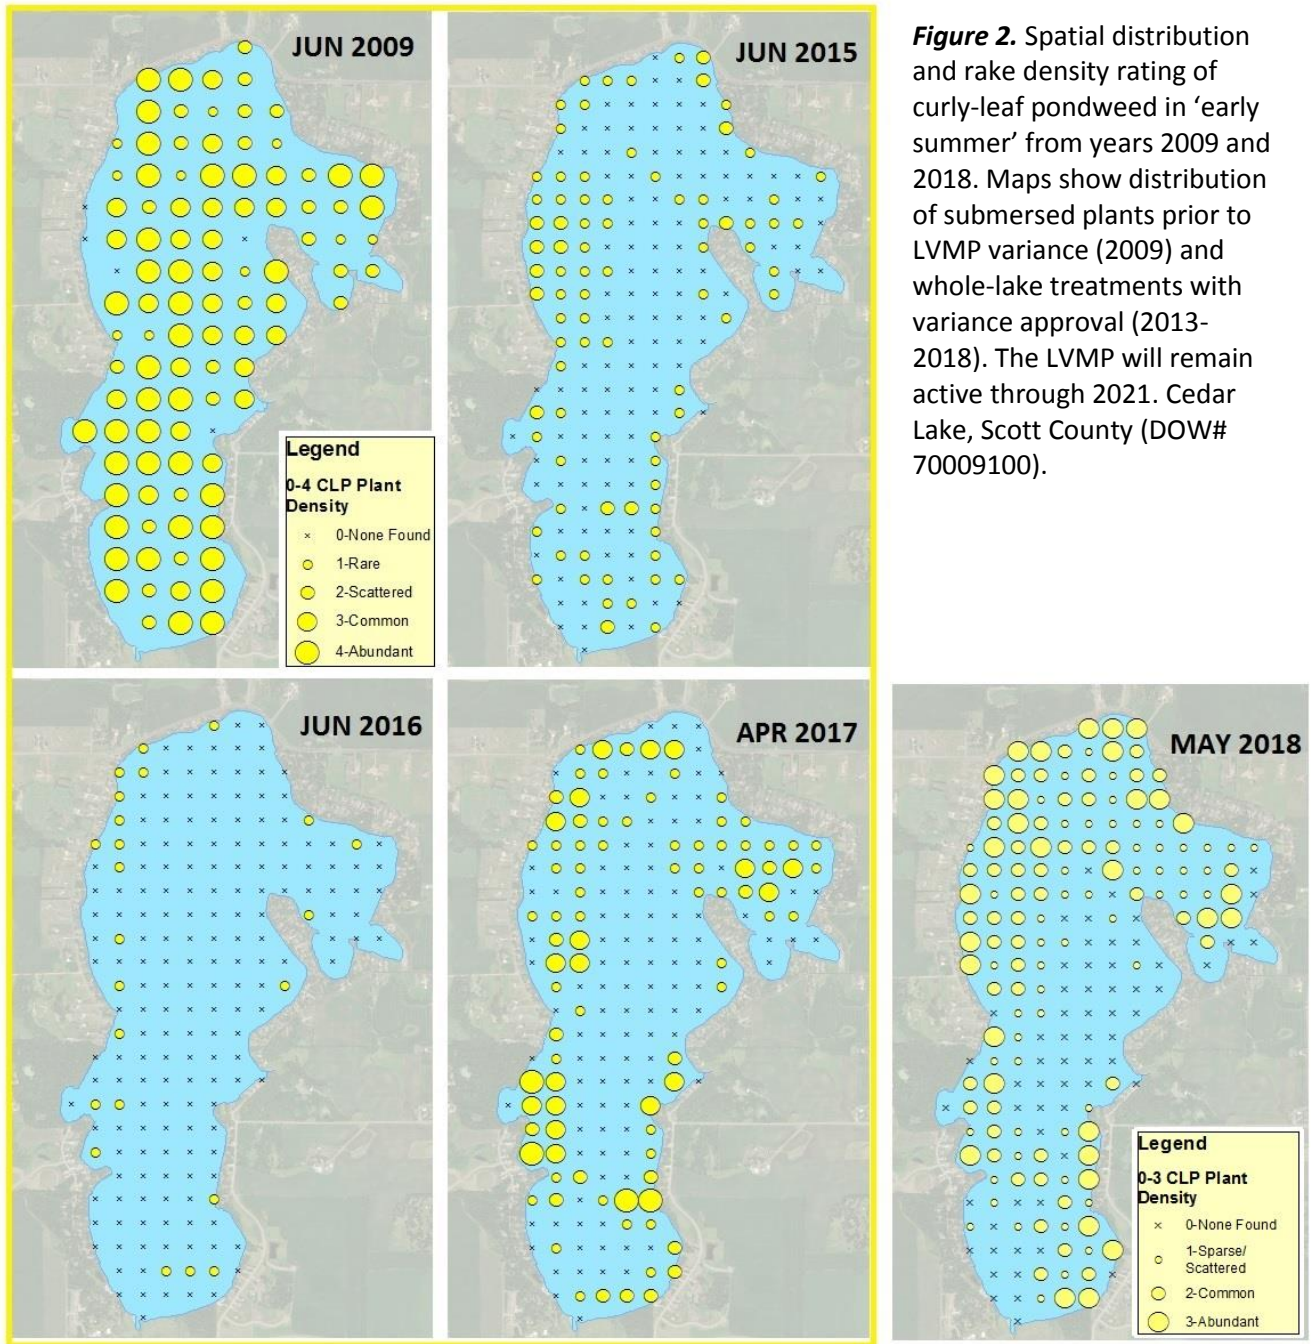 JUN 2009
Legend
0-4 CLP Plant
Density
0-None Found
1-Rare
2-Scattered
3-Common
4-Abundant
JUN 2015
Figure 2. Spatial distribution
and rake density rating of
curly-leaf pondweed in ‘early
summer’ from years 2009 and
2018. Maps show distribution
of submersed plants prior to
LVMP variance (2009) and
whole-lake treatments with
variance approval (2013-
2018). The LVMP will remain
active through 2021. Cedar
Lake, Scott County (DOW#
70009100).
JUN 2016
APR 2017
MAY 2018
Legend
0-3 CLP Plant
Density
0-None Found
1-Sparse/
Scattered
2-Common
3-Abundant